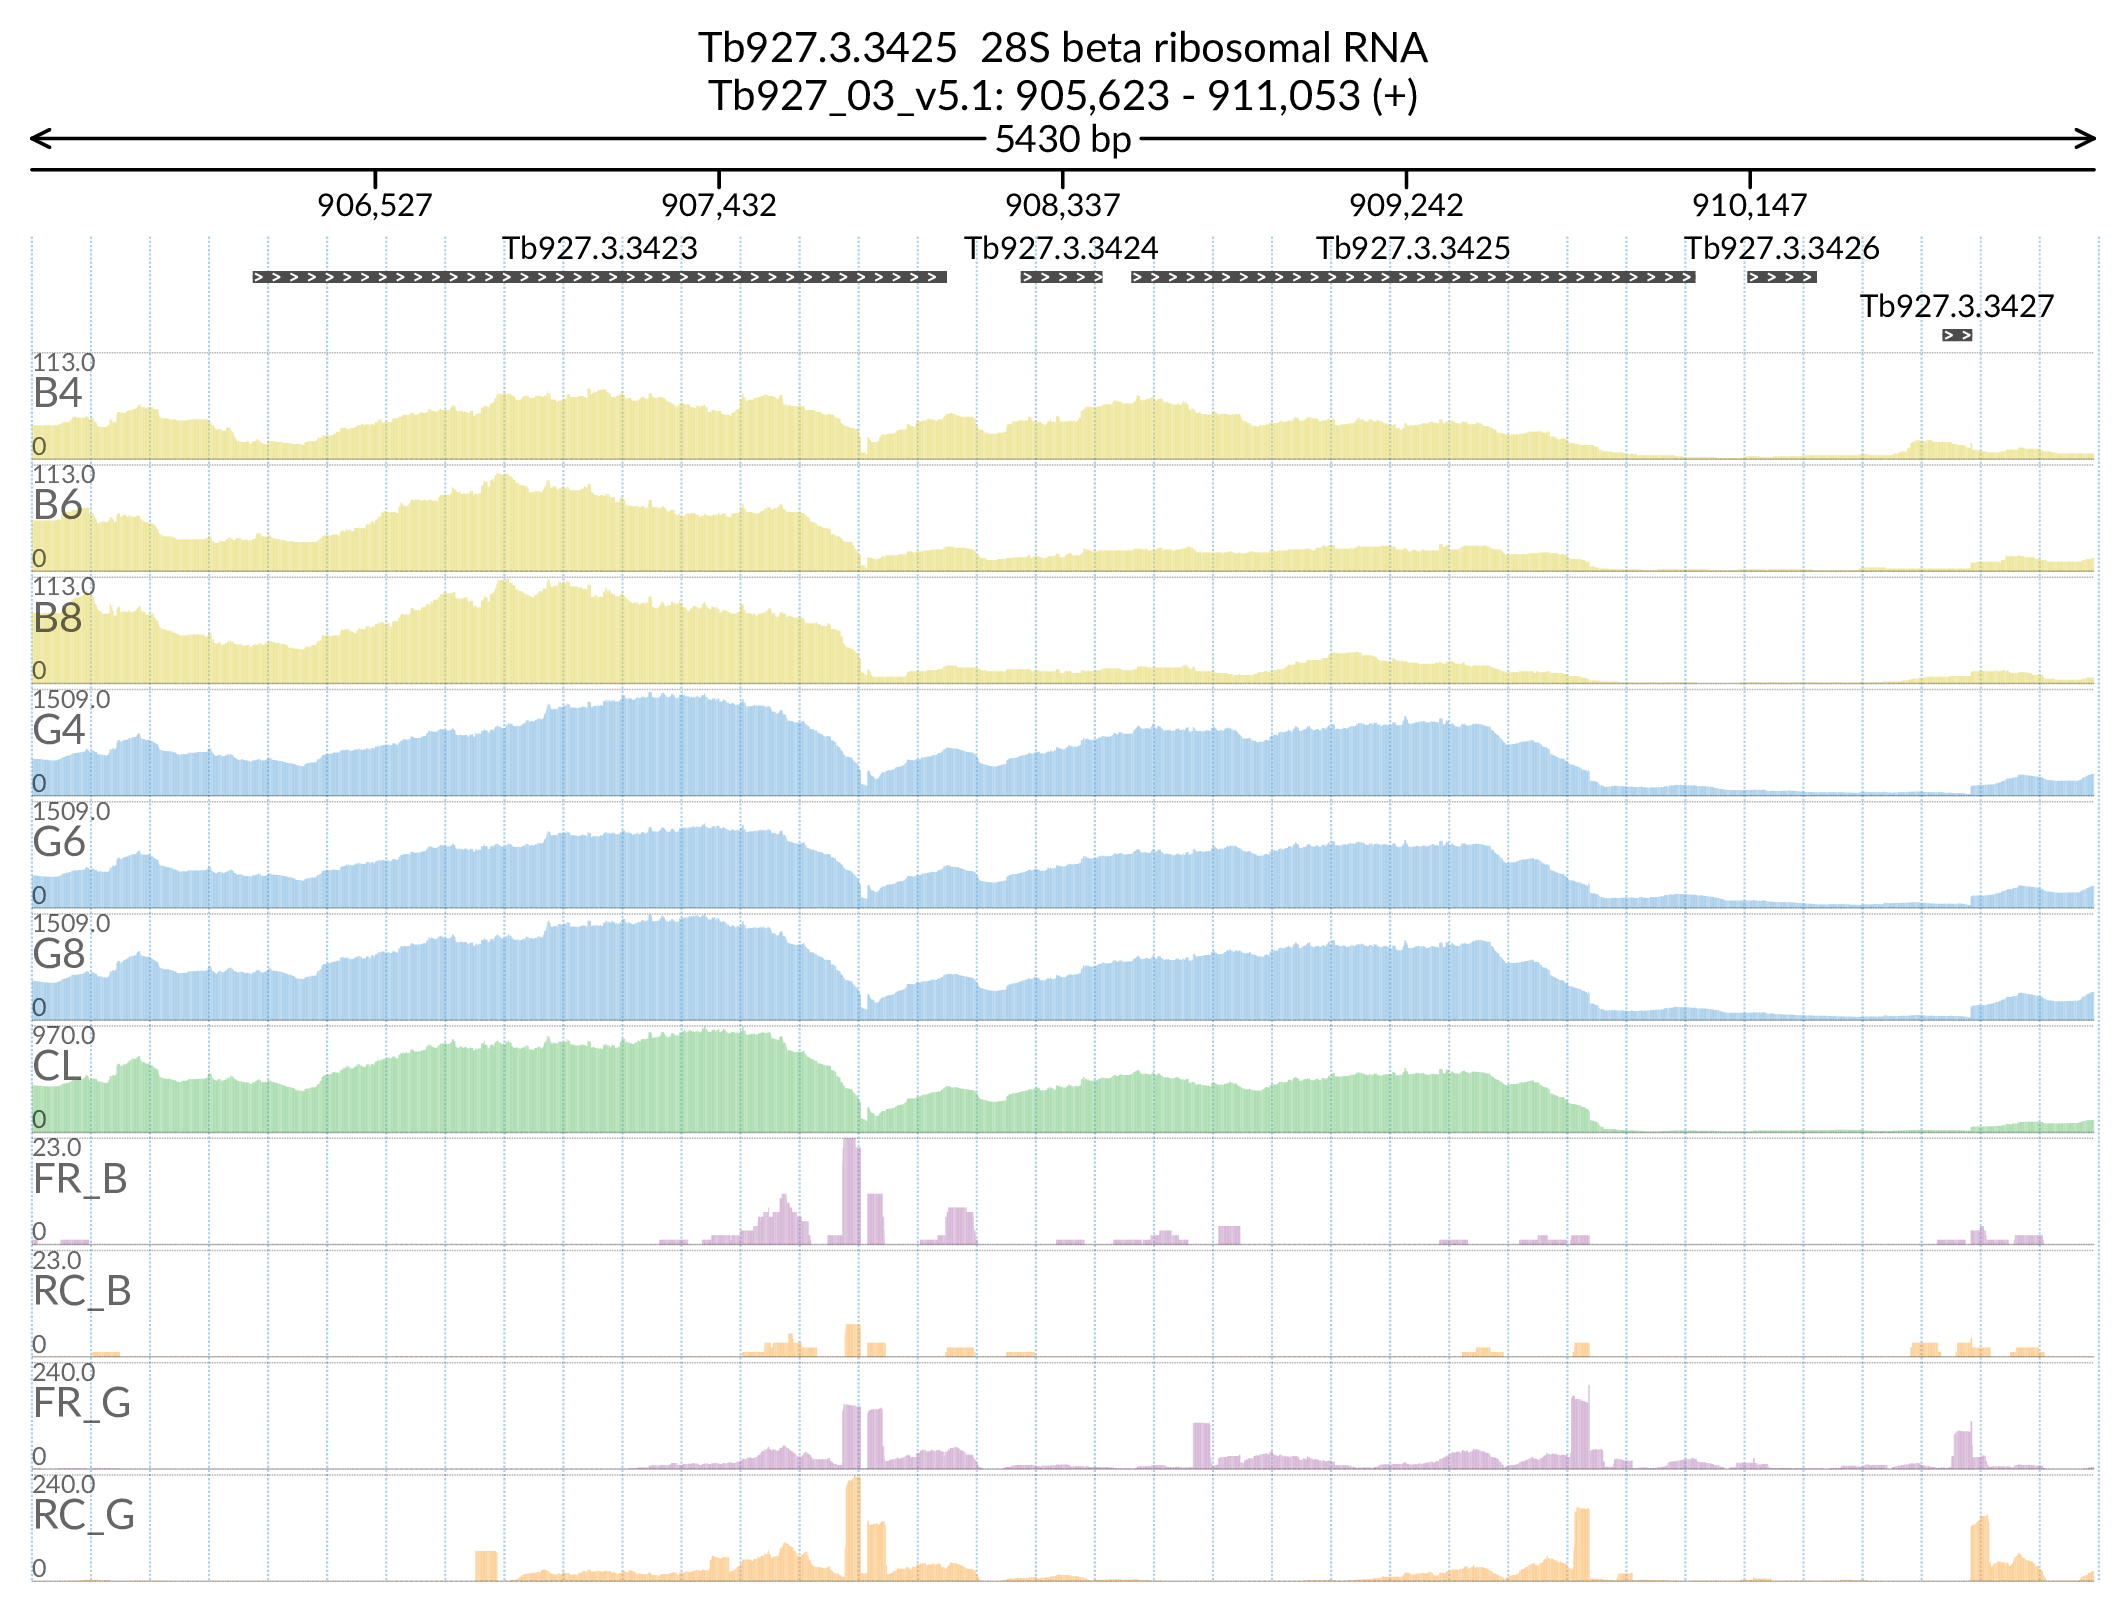 Tb927.3.3425  28S beta ribosomal RNA
Tb927_03_v5.1: 905,623 - 911,053 (+)
5430 bp
906,527 907,432 908,337 909,242 910,147
Tb927.3.3423 Tb927.3.3424 Tb927.3.3425 Tb927.3.3426
Tb927.3.3427
113.0
B4
0
113.0
B6
0
113.0
B8
0
1509.0
G4
0
1509.0
G6
0
1509.0
G8
0
970.0
CL
0
23.0
FR_B
0
23.0
RC_B
0
240.0
FR_G
0
240.0
RC_G
0